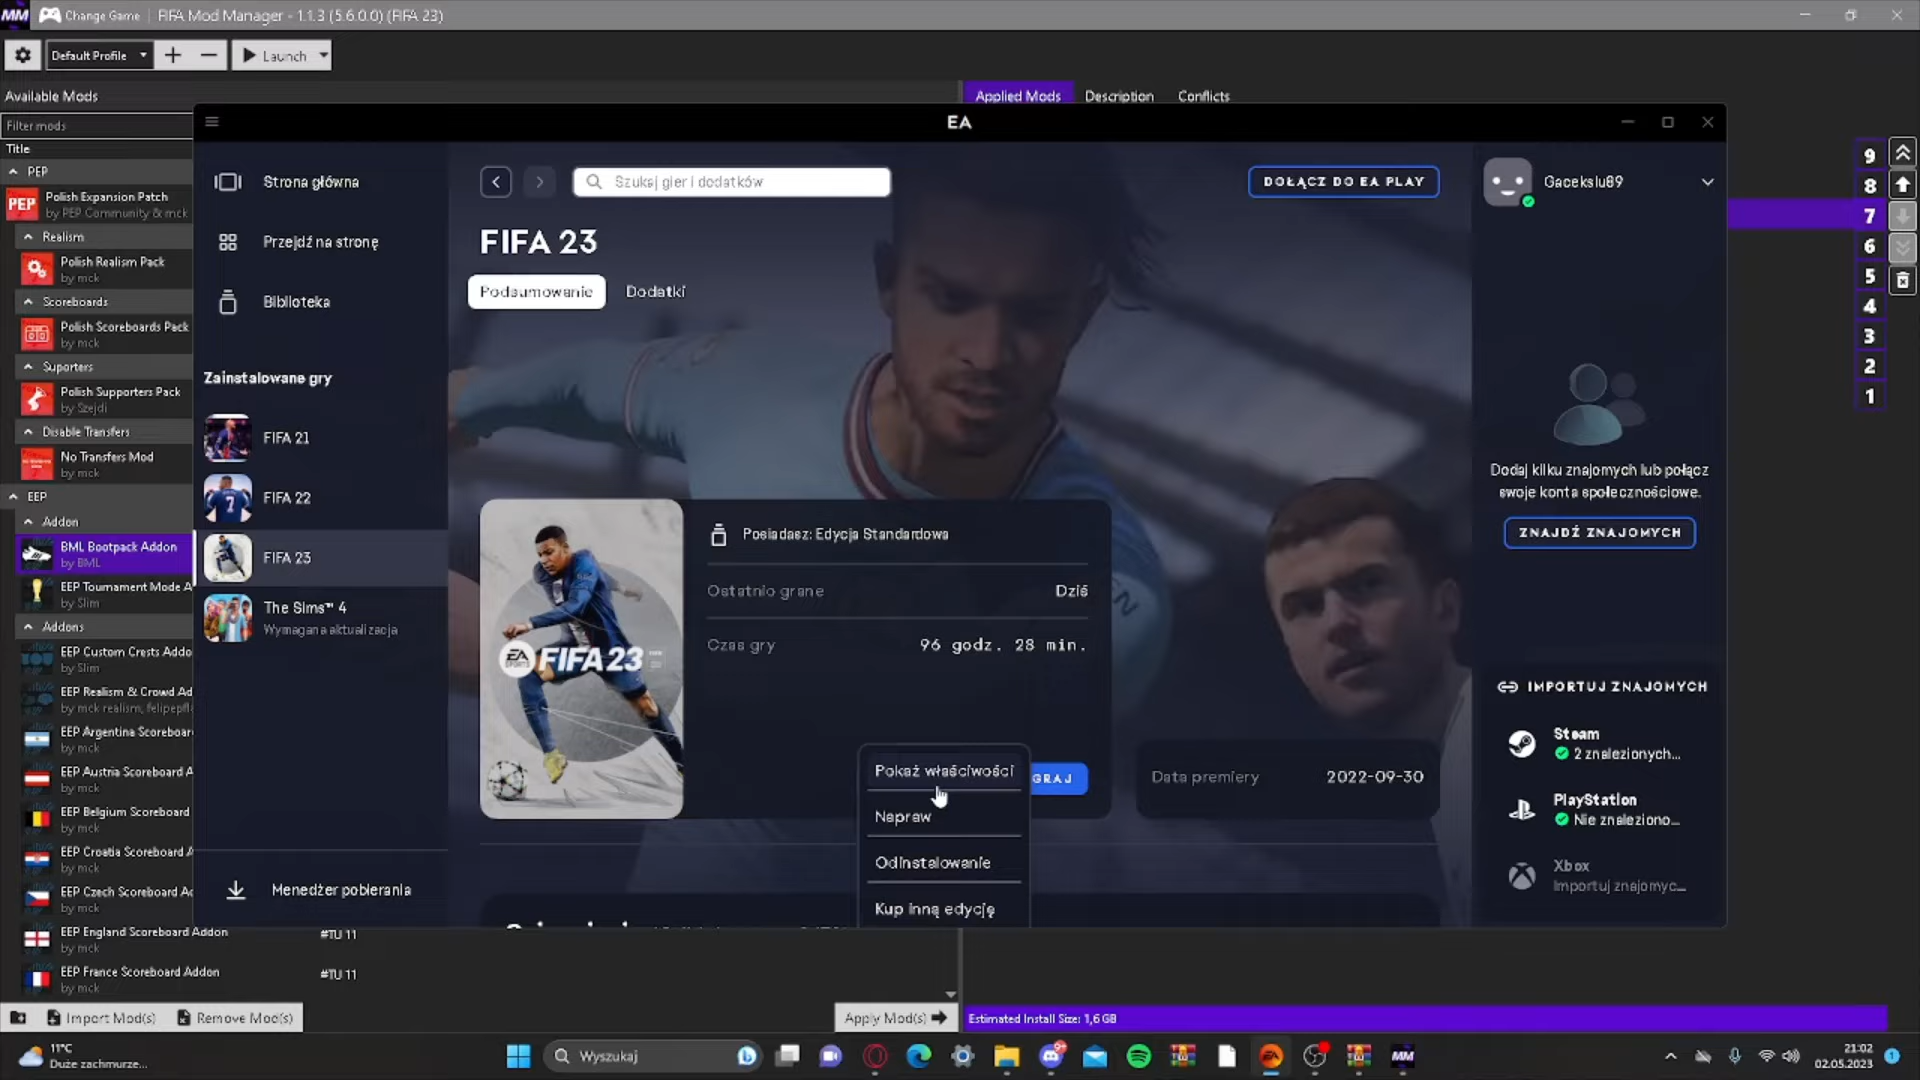 MM Change Game FIFA Mod Manager - 1.1.3 (5.6.0.0) (FIFA 23)
Default Profile
Launch
Available Mods
Applied Mods Description Conflicts
Filter mods
Title
PEP
PEP
Polish Expansion Patch
by PEP Community & mck
Realism
Polish Realism Pack
by mck
Scoreboards
Polish Scoreboards Pack
by mck
Suporters
Polish Supporters Pack
by Szejdi
Disable Transfers
No Transfers Mod
by mck
EEP
Addon
BML Bootpack Addon
by BML
EEP Tournament Mode A
by Slim
Addons
EEP Custom Crests Addo
by Slim
EEP Realism & Crowd Ad
by mck realism, felipepfl
EEP Argentina Scoreboar
by mck
EEP Austria Scoreboard A
by mck
EEP Belgium Scoreboard
by mck
EEP Croatia Scoreboard A
by mck
EEP Czech Scoreboard Ac
by mck
EEP England Scoreboard Addon #TU 11
by mck
EEP France Scoreboard Addon #TU 11
by mck
Import Mod(s) Remove Mod(s)
Apply Mod(s)
Estimated Install Size: 1,6 GB
9
8
7
6
5
4
3
2
1
EA
Strona główna
Przejdź na stronę
Biblioteka
Zainstalowane gry
FIFA 21
FIFA 22
FIFA 23
The Sims™ 4
Wymagana aktualizacja
Menedżer pobierania
Szukaj gier i dodatków
DOŁĄCZ DO EA PLAY
FIFA 23
Podsumowanie Dodatki
EA SPORTS FIFA 23
Posiadasz: Edycja Standardowa
Ostatnio grane Dziś
Czas gry 96 godz. 28 min.
GRAJ
Pokaż właściwości
Napraw
Odinstalowanie
Kup inną edycję
Data premiery 2022-09-30
Gacekslu89
Dodaj kilku znajomych lub połącz
swoje konta społecznościowe.
ZNAJDŹ ZNAJOMYCH
IMPORTUJ ZNAJOMYCH
Steam
2 znalezionych...
PlayStation
Nie znaleziono...
Xbox
Importuj znajomyc...
11°C
Duże zachmurze...
Wyszukaj
21:02
02.05.2023